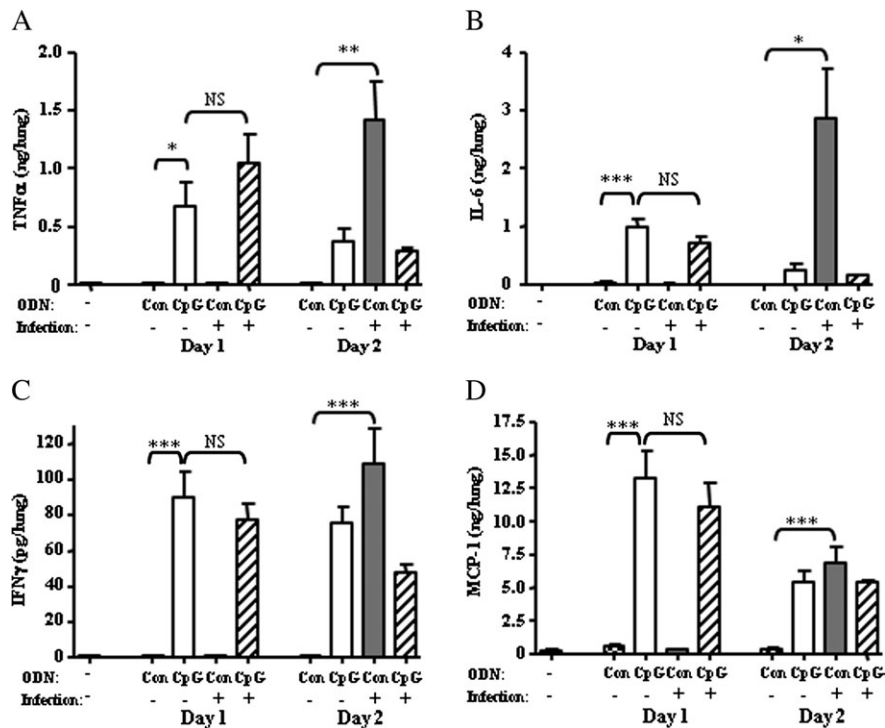 A
TNFα (ng/lung)
2.0
1.5
1.0
0.5
0
*
NS
**
ODN: - Con CpG Con CpG Con CpG Con CpG
Infection: - - - + + - - + +
Day 1 Day 2
B
IL-6 (ng/lung)
4
3
2
1
0
***
NS
*
ODN: - Con CpG Con CpG Con CpG Con CpG
Infection: - - - + + - - + +
Day 1 Day 2
C
IFNγ (pg/lung)
120
100
80
60
40
20
0
***
NS
***
ODN: - Con CpG Con CpG Con CpG Con CpG
Infection: - - - + + - - + +
Day 1 Day 2
D
MCP-1 (ng/lung)
17.5
15.0
12.5
10.0
7.5
5.0
2.5
0.0
***
NS
***
ODN: - Con CpG Con CpG Con CpG Con CpG
Infection: - - - + + - - + +
Day 1 Day 2